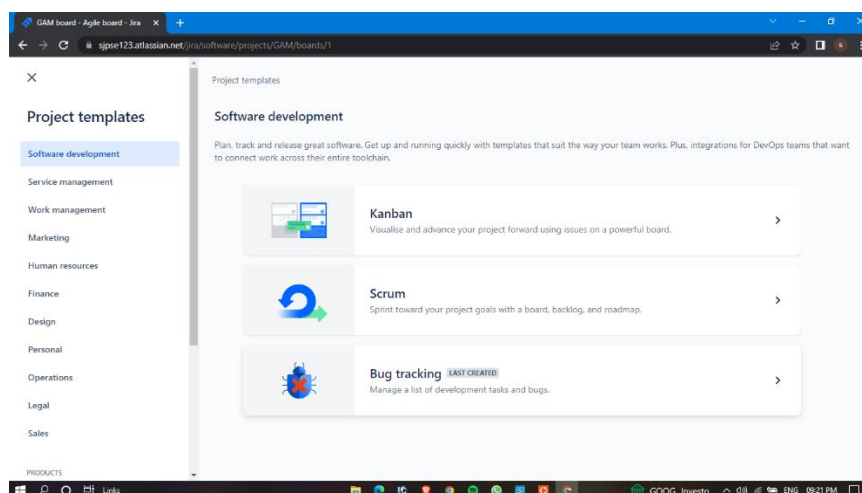 GAM board - Agile board - Jira
sjpse123.atlassian.net/jira/software/projects/GAM/boards/1
Project templates
Software development
Service management
Work management
Marketing
Human resources
Finance
Design
Personal
Operations
Legal
Sales
PRODUCTS
Project templates
Software development
Plan, track and release great software. Get up and running quickly with templates that suit the way your team works. Plus, integrations for DevOps teams that want
to connect work across their entire toolchain.
Kanban
Visualise and advance your project forward using issues on a powerful board.
Scrum
Sprint toward your project goals with a board, backlog, and roadmap.
Bug tracking LAST CREATED
Manage a list of development tasks and bugs.
Links
GOOG Investo
ENG 09:21 PM